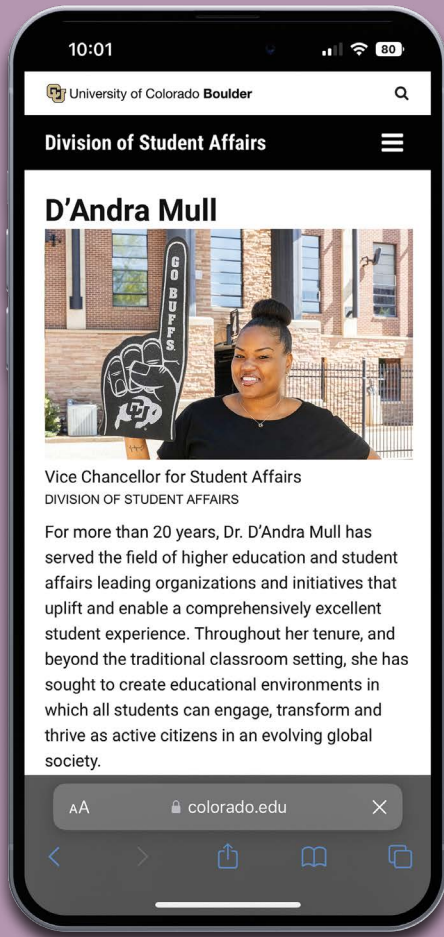 10:01
80
CU University of Colorado Boulder
Division of Student Affairs
D'Andra Mull
GO BUFFS.
CU
Vice Chancellor for Student Affairs
DIVISION OF STUDENT AFFAIRS
For more than 20 years, Dr. D'Andra Mull has
served the field of higher education and student
affairs leading organizations and initiatives that
uplift and enable a comprehensively excellent
student experience. Throughout her tenure, and
beyond the traditional classroom setting, she has
sought to create educational environments in
which all students can engage, transform and
thrive as active citizens in an evolving global
society.
AA colorado.edu